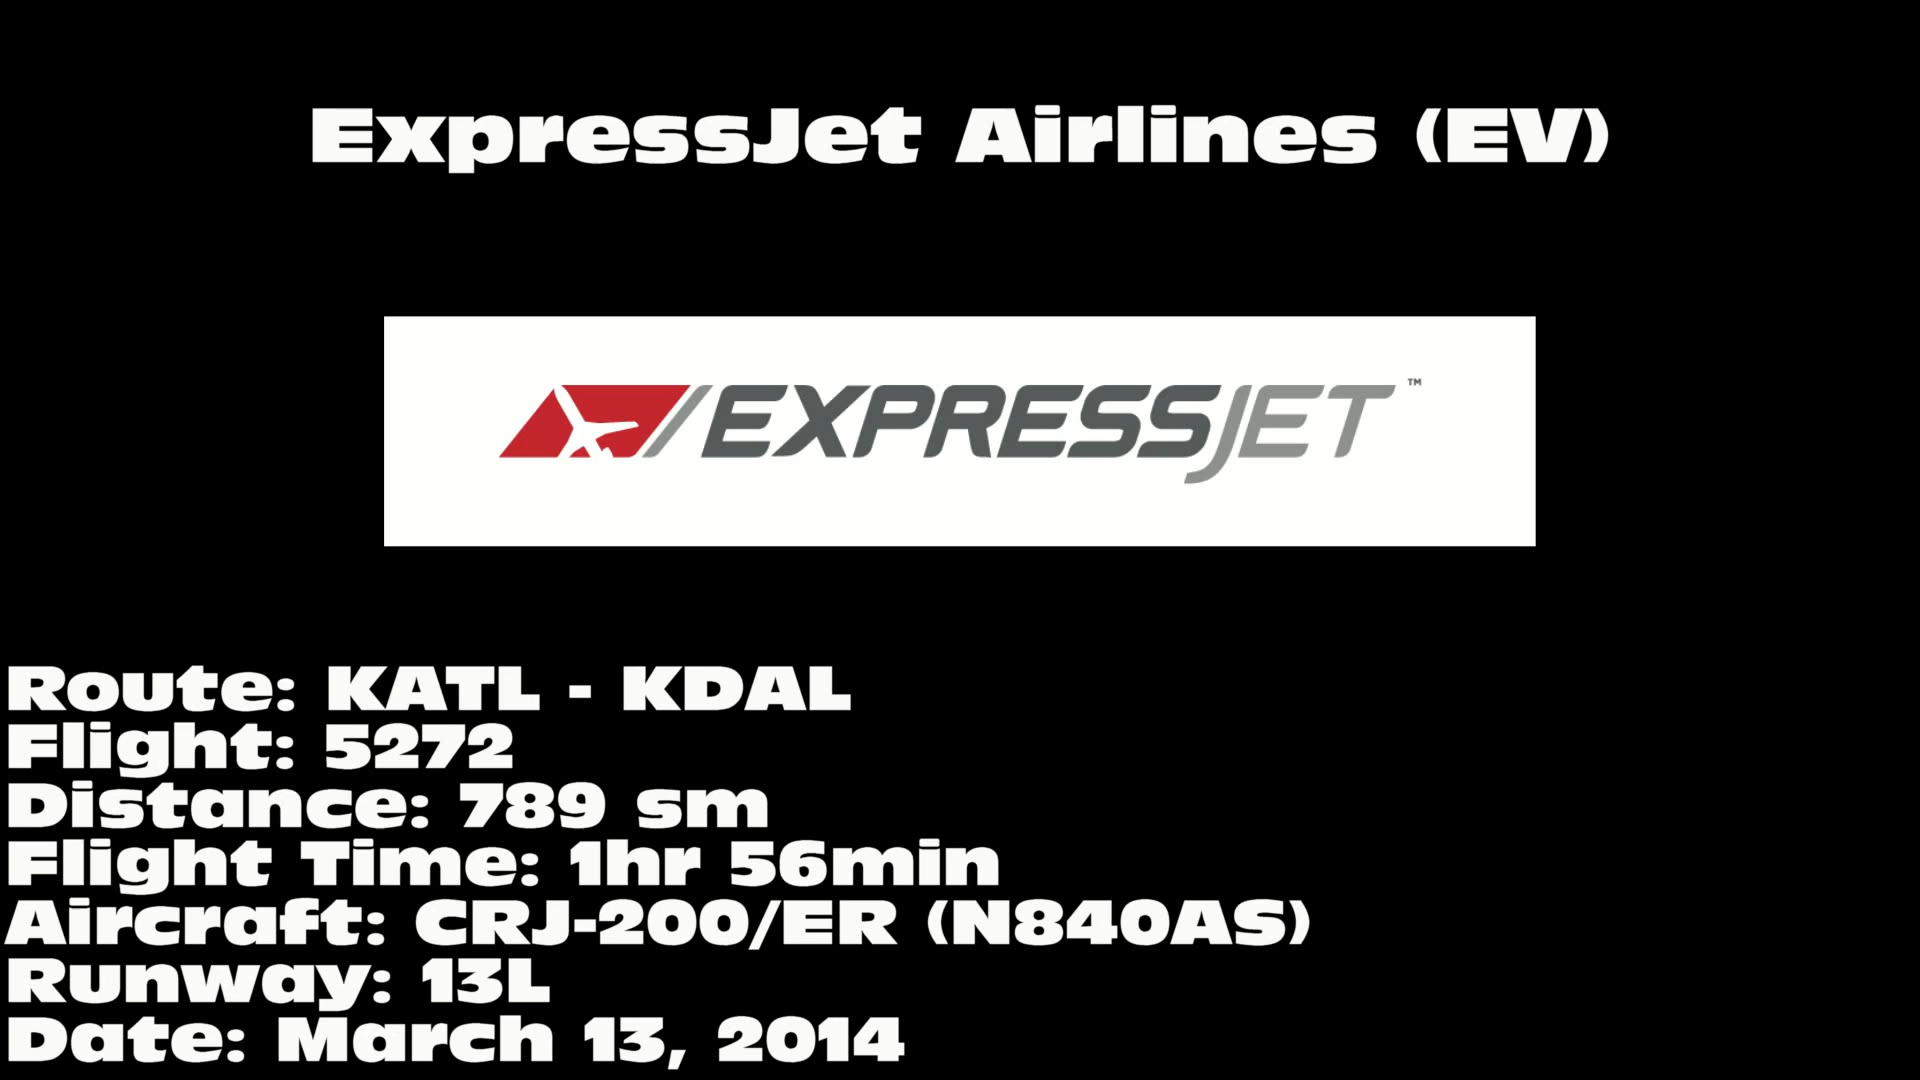 ExpressJet Airlines (EV)
EXPRESSJET™
Route: KATL - KDAL
Flight: 5272
Distance: 789 sm
Flight Time: 1hr 56min
Aircraft: CRJ-200/ER (N840AS)
Runway: 13L
Date: March 13, 2014